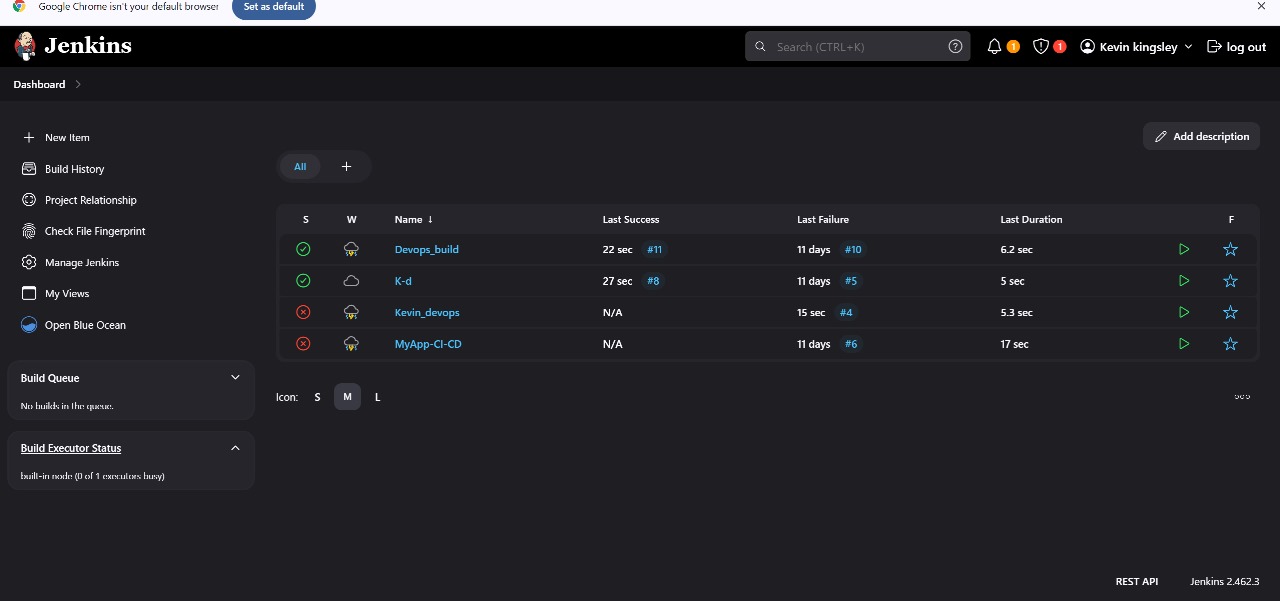 Google Chrome isn't your default browser Set as default
Jenkins Search (CTRL+K) 1 1 Kevin kingsley log out
Dashboard
New Item
Build History
Project Relationship
Check File Fingerprint
Manage Jenkins
My Views
Open Blue Ocean
Build Queue
No builds in the queue.
Build Executor Status
built-in node (0 of 1 executors busy)
Add description
All +
S W Name ↓ Last Success Last Failure Last Duration F
Devops_build 22 sec #11 11 days #10 6.2 sec
K-d 27 sec #8 11 days #5 5 sec
Kevin_devops N/A 15 sec #4 5.3 sec
MyApp-CI-CD N/A 11 days #6 17 sec
Icon: S M L
REST API Jenkins 2.462.3